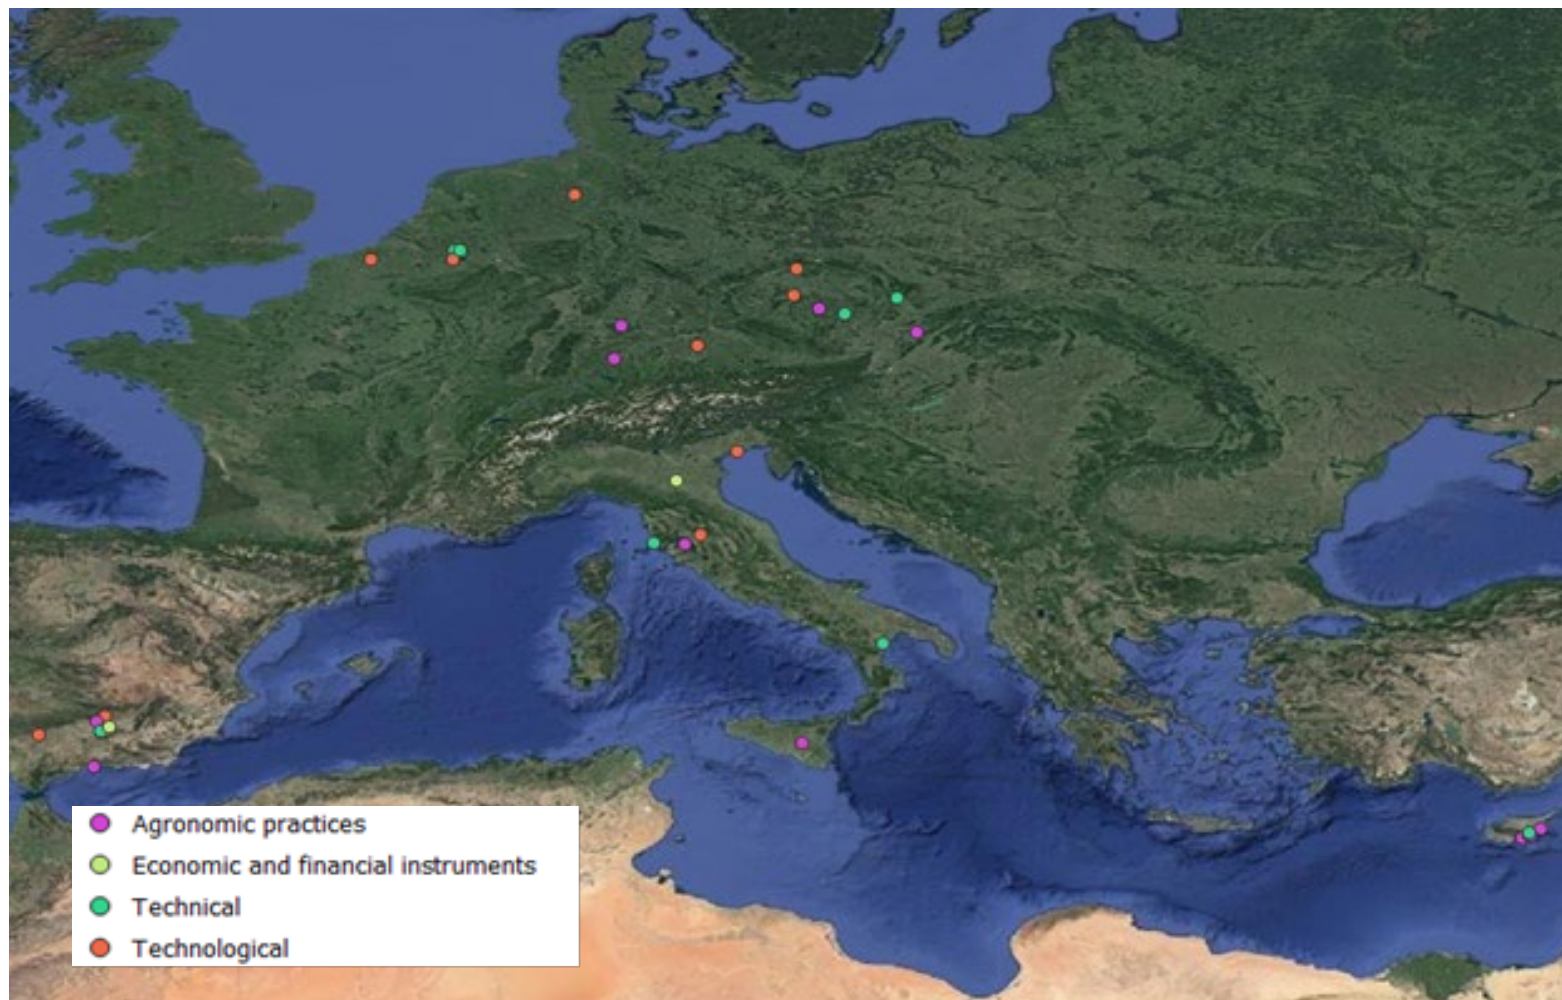 Agronomic practices
Economic and financial instruments
Technical
Technological